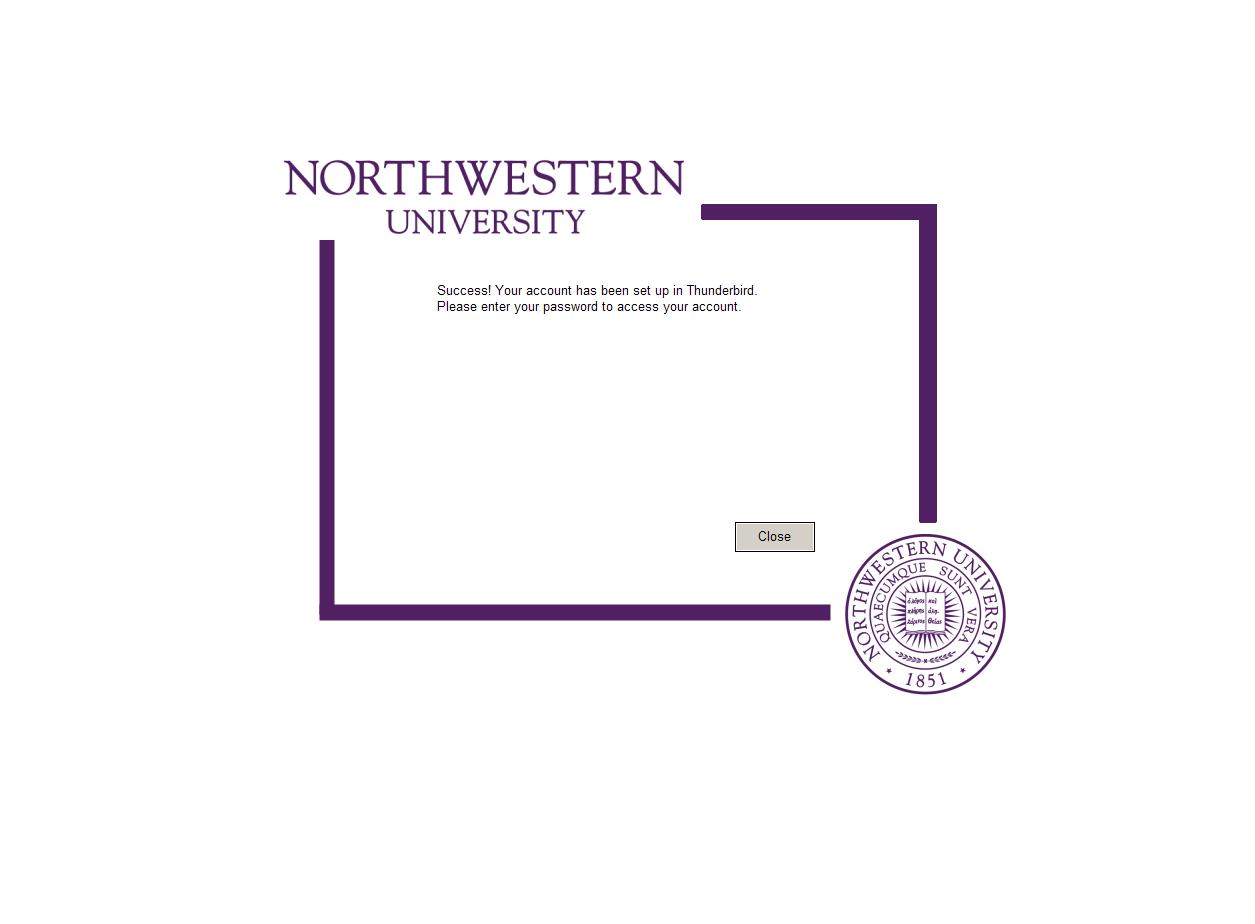 NORTHWESTERN
UNIVERSITY
Success! Your account has been set up in Thunderbird.
Please enter your password to access your account.
Close
NORTHWESTERN UNIVERSITY
QUAECUMQUE SUNT VERA
1851